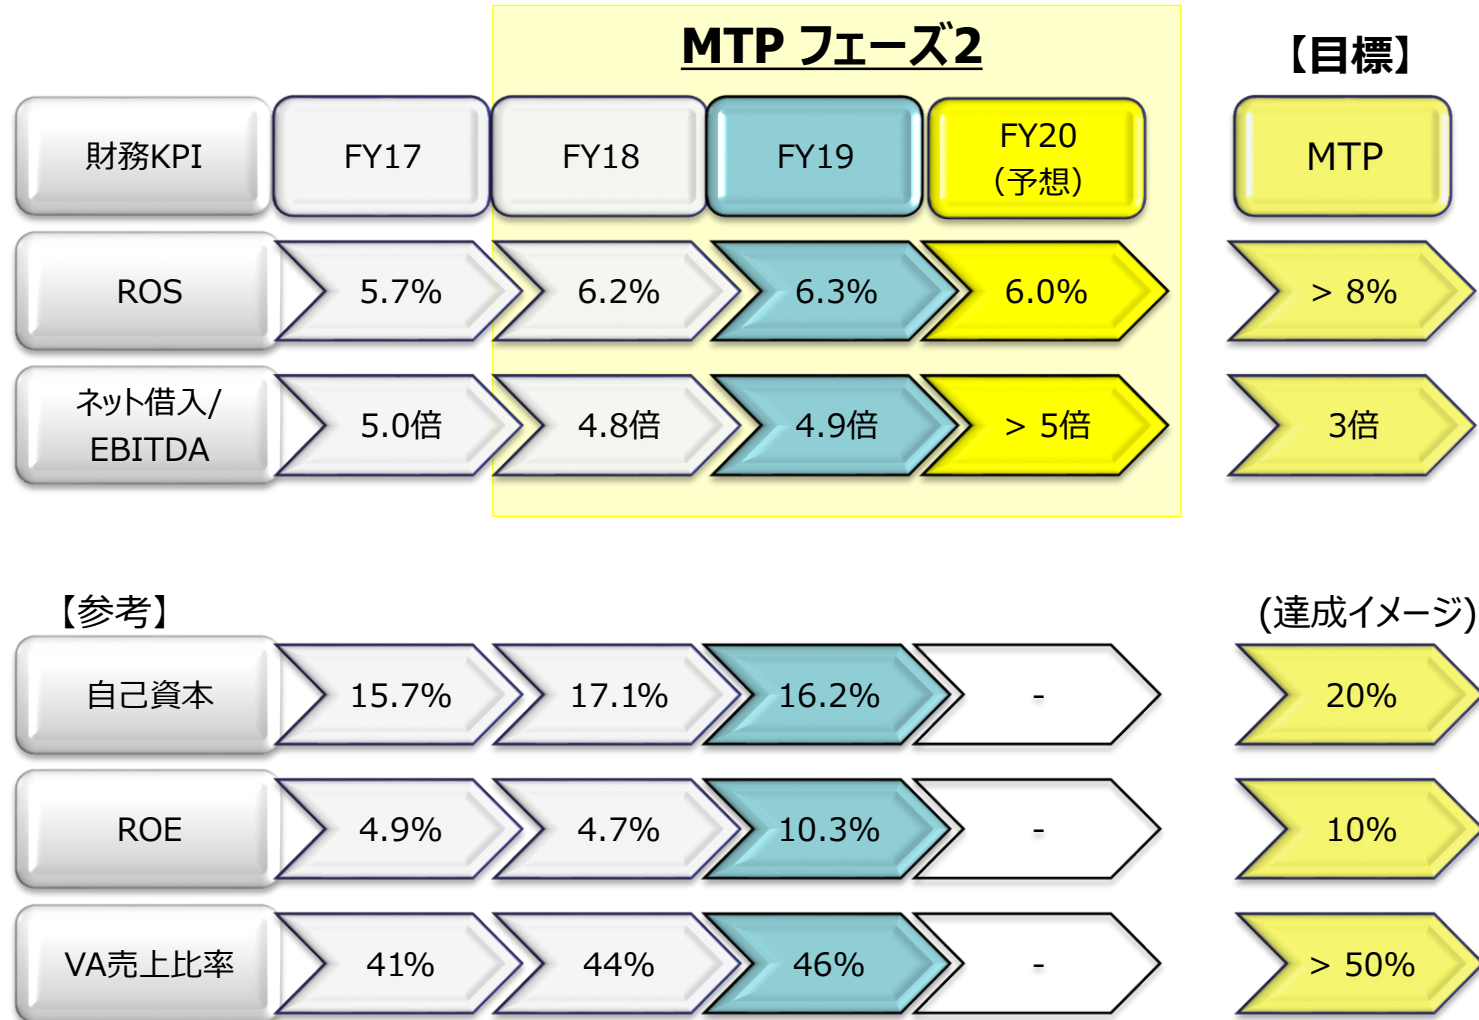 MTP フェーズ2
【目標】
財務KPI
FY17
FY18
FY19
FY20
(予想)
MTP
ROS
5.7%
6.2%
6.3%
6.0%
> 8%
ネット借入/
EBITDA
5.0倍
4.8倍
4.9倍
> 5倍
3倍
【参考】
(達成イメージ)
自己資本
15.7%
17.1%
16.2%
-
20%
ROE
4.9%
4.7%
10.3%
-
10%
VA売上比率
41%
44%
46%
-
> 50%